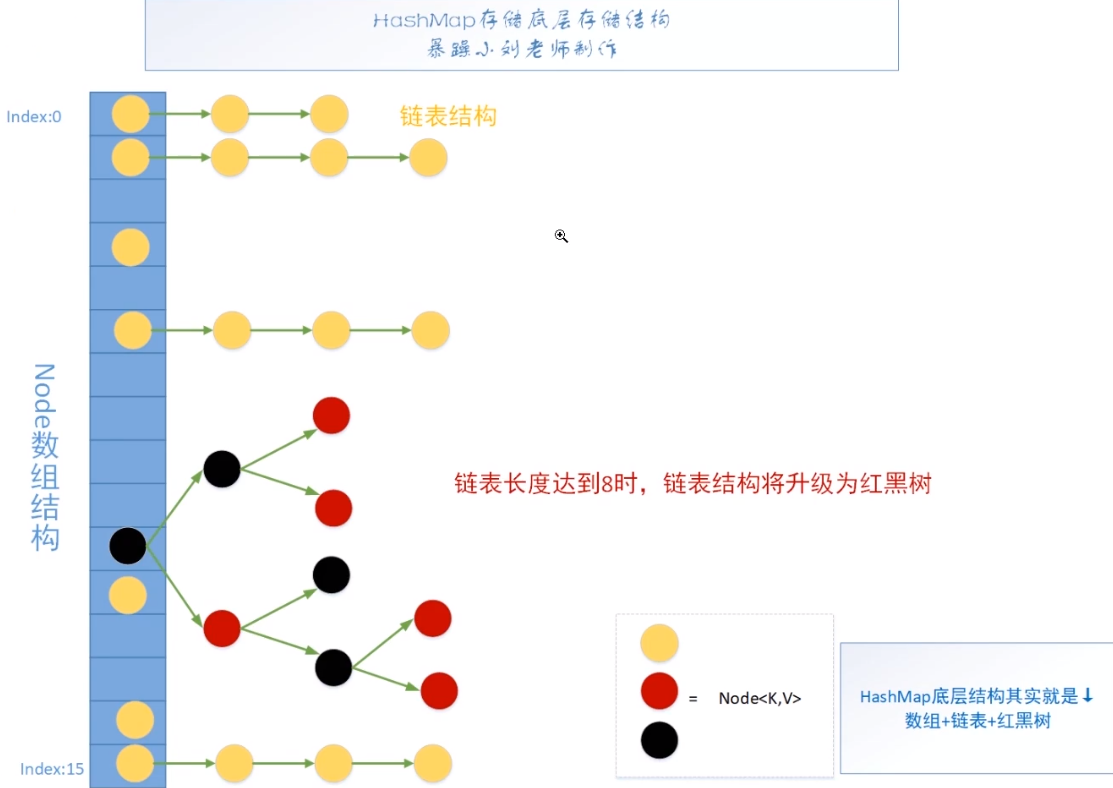 HashMap存储底层存储结构
暴躁小刘老师制作
Index:0
链表结构
Node数组结构
链表长度达到8时，链表结构将升级为红黑树
= Node<K,V>
HashMap底层结构其实就是↓
数组+链表+红黑树
Index:15